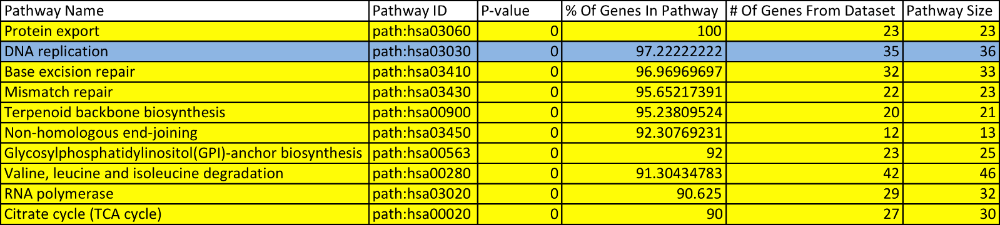 Pathway Name Pathway ID P-value % Of Genes In Pathway # Of Genes From Dataset Pathway Size
Protein export path:hsa03060 0 100 23 23
DNA replication path:hsa03030 0 97.22222222 35 36
Base excision repair path:hsa03410 0 96.96969697 32 33
Mismatch repair path:hsa03430 0 95.65217391 22 23
Terpenoid backbone biosynthesis path:hsa00900 0 95.23809524 20 21
Non-homologous end-joining path:hsa03450 0 92.30769231 12 13
Glycosylphosphatidylinositol(GPI)-anchor biosynthesis path:hsa00563 0 92 23 25
Valine, leucine and isoleucine degradation path:hsa00280 0 91.30434783 42 46
RNA polymerase path:hsa03020 0 90.625 29 32
Citrate cycle (TCA cycle) path:hsa00020 0 90 27 30